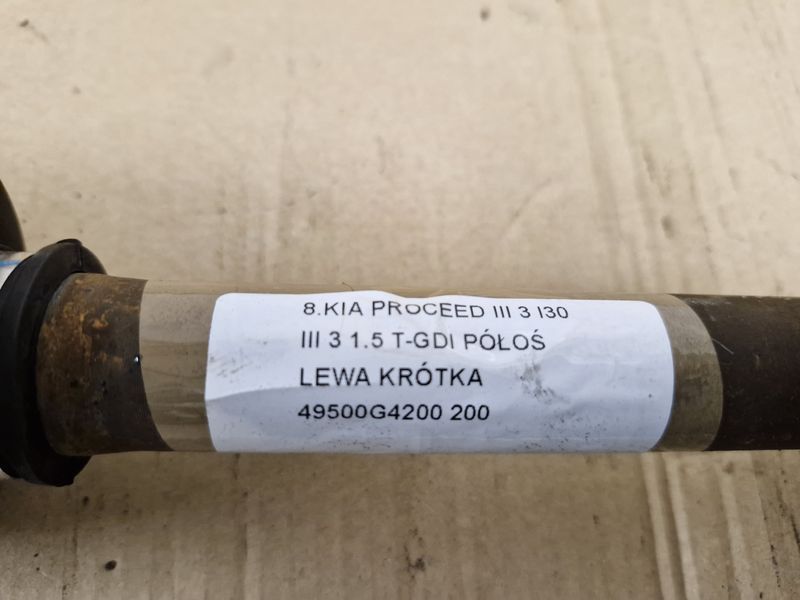 8.KIA PROCEED III 3 I30
III 3 1.5 T-GDI PÓŁOŚ
LEWA KRÓTKA
49500G4200 200